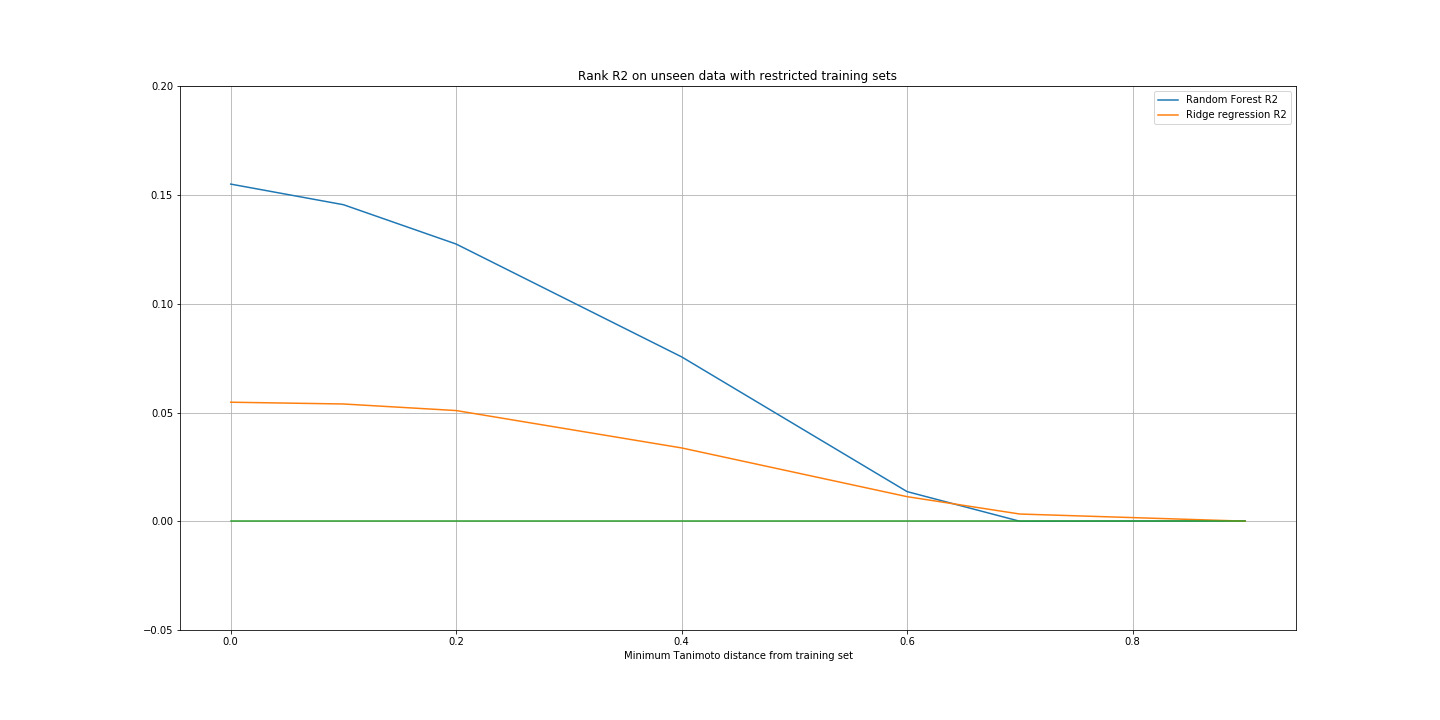 Rank R2 on unseen data with restricted training sets
Random Forest R2
Ridge regression R2
0.20
0.15
0.10
0.05
0.00
−0.05
0.0 0.2 0.4 0.6 0.8
Minimum Tanimoto distance from training set